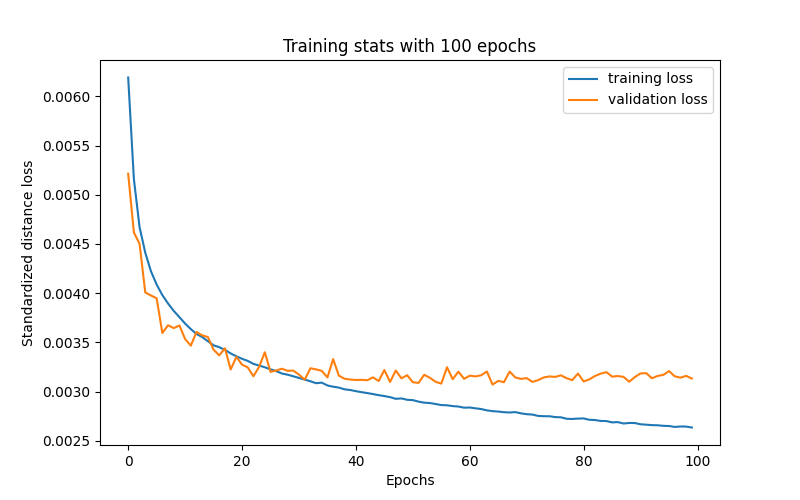 Training stats with 100 epochs
training loss
validation loss
Standardized distance loss
0.0060
0.0055
0.0050
0.0045
0.0040
0.0035
0.0030
0.0025
0 20 40 60 80 100
Epochs